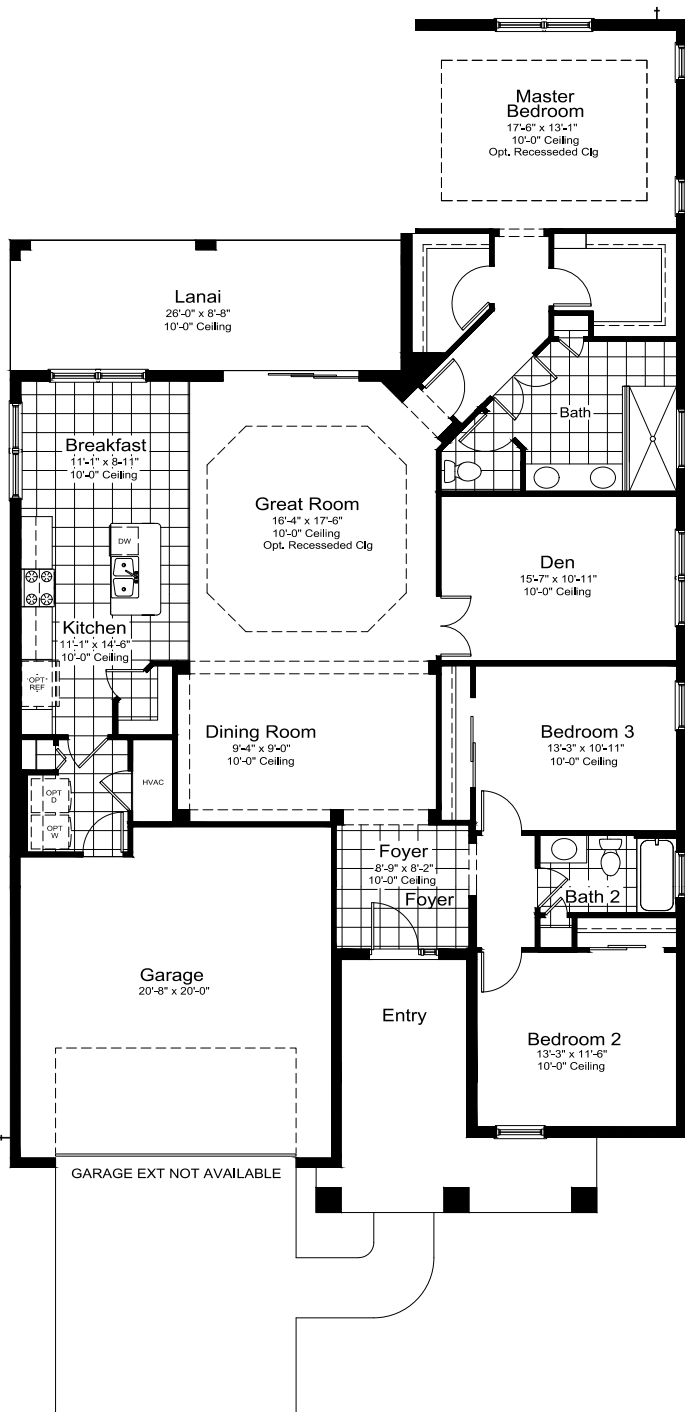 Master
Bedroom
17'-6" x 13'-1"
10'-0" Ceiling
Opt. Recesseded Clg
Lanai
26'-0" x 8'-8"
10'-0" Ceiling
Bath
Breakfast
11'-1" x 8-11"
10'-0" Ceiling
Great Room
16'-4" x 17'-6"
10'-0" Ceiling
Opt. Recesseded Clg
DW
Den
15'-7" x 10'-11"
10'-0" Ceiling
Kitchen
11'-1" x 14'-6"
10'-0" Ceiling
OPT
REF
Dining Room
9'-4" x 9'-0"
10'-0" Ceiling
Bedroom 3
13'-3" x 10'-11"
10'-0" Ceiling
HVAC
OPT
D
OPT
W
Foyer
8'-9" x 8'-2"
10'-0" Ceiling
Foyer
Bath 2
Garage
20'-8" x 20'-0"
Entry
Bedroom 2
13'-3" x 11'-6"
10'-0" Ceiling
GARAGE EXT NOT AVAILABLE